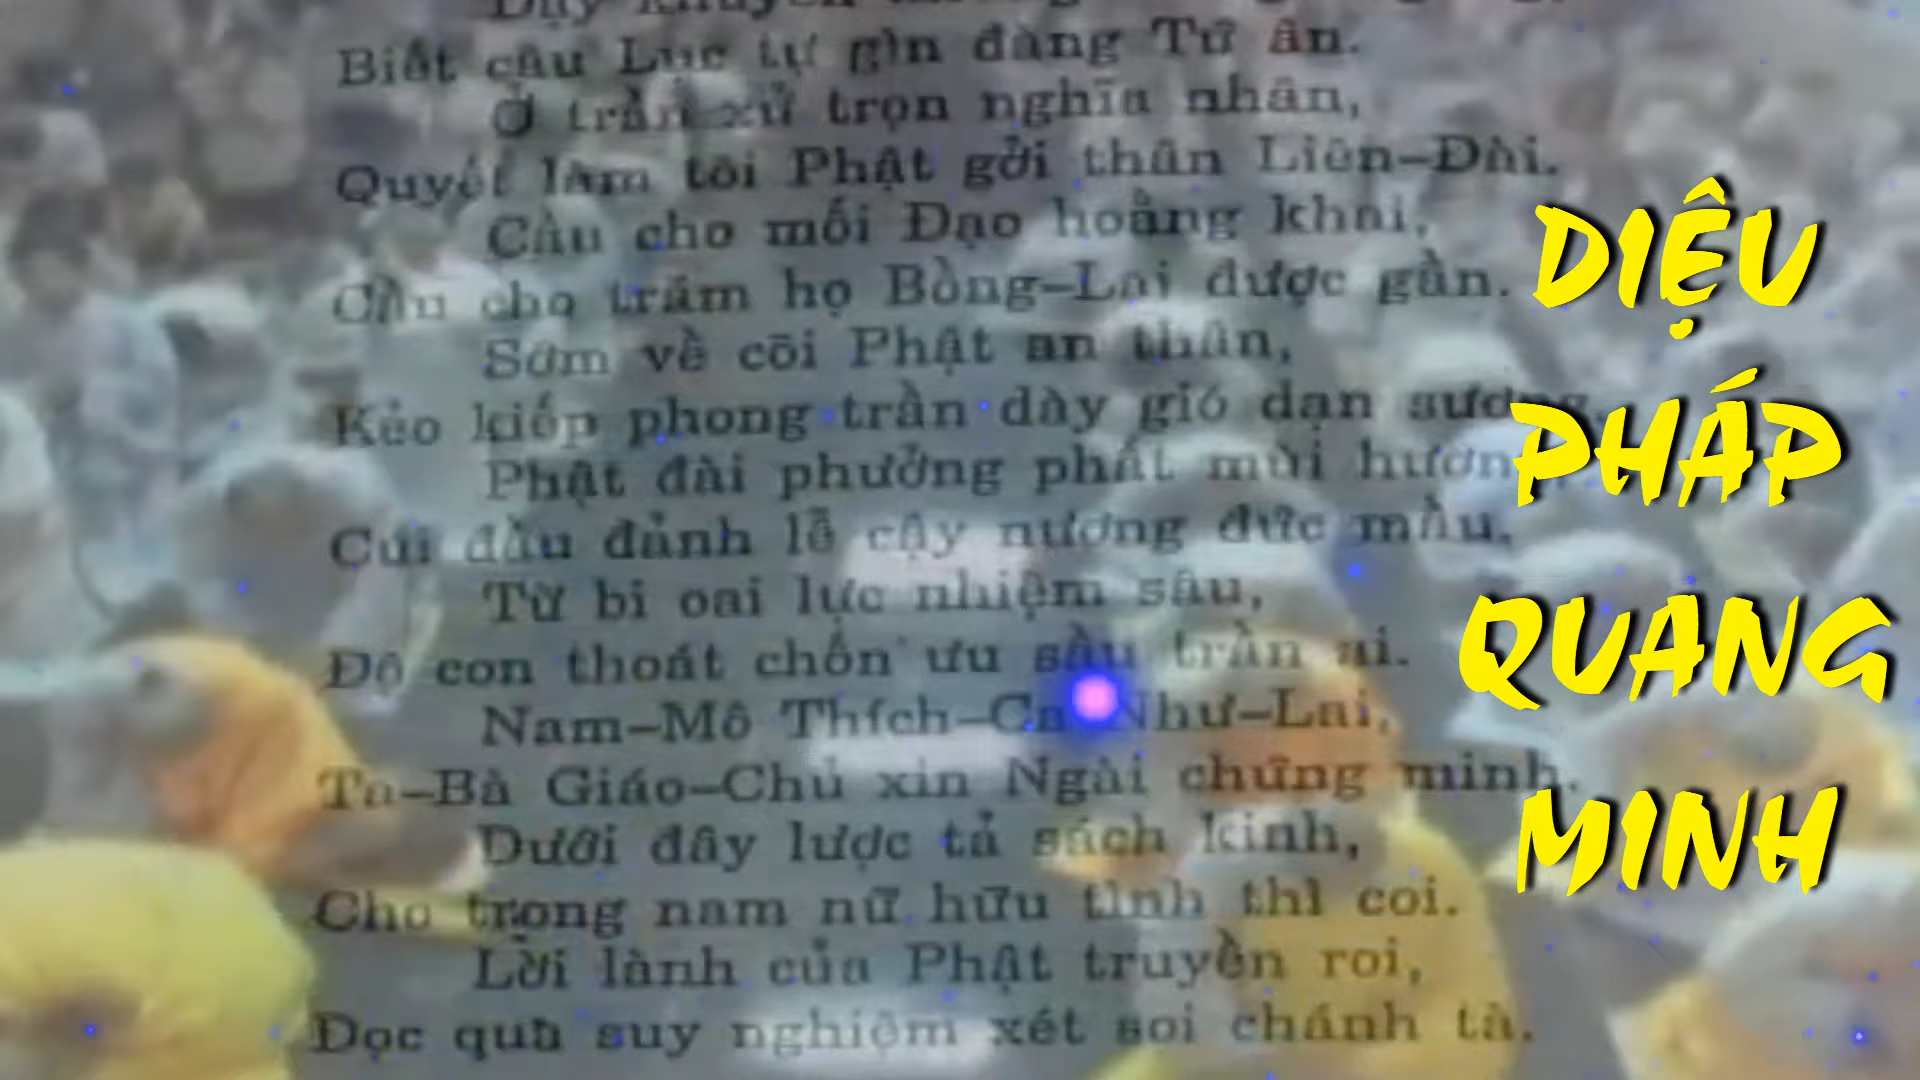 Dạy khuyên
Biết câu Lục tự gìn đàng Tứ ân.
Ở trần xử trọn nghĩa nhân,
Quyết làm tôi Phật gởi thân Liên–Đài.
Cầu cho mối Đạo hoằng khai,
Cầu cho trăm họ Bồng–Lai được gần.
Sớm về cõi Phật an thân,
Kẻo kiếp phong trần dày gió dạn sương.
Phật đài phưởng phất mùi hương
Cúi đầu đảnh lễ cậy nương đức mầu.
Từ bi oai lực nhiệm sâu,
Độ con thoát chốn ưu sầu trần ai.
Nam–Mô Thích–Ca Như–Lai,
Ta–Bà Giáo–Chủ xin Ngài chứng minh.
Dưới đây lược tả sách kinh,
Cho trong nam nữ hữu tình thì coi.
Lời lành của Phật truyền roi,
Đọc qua suy nghiệm xét soi chánh tà.
DIỆU
PHÁP
QUANG
MINH